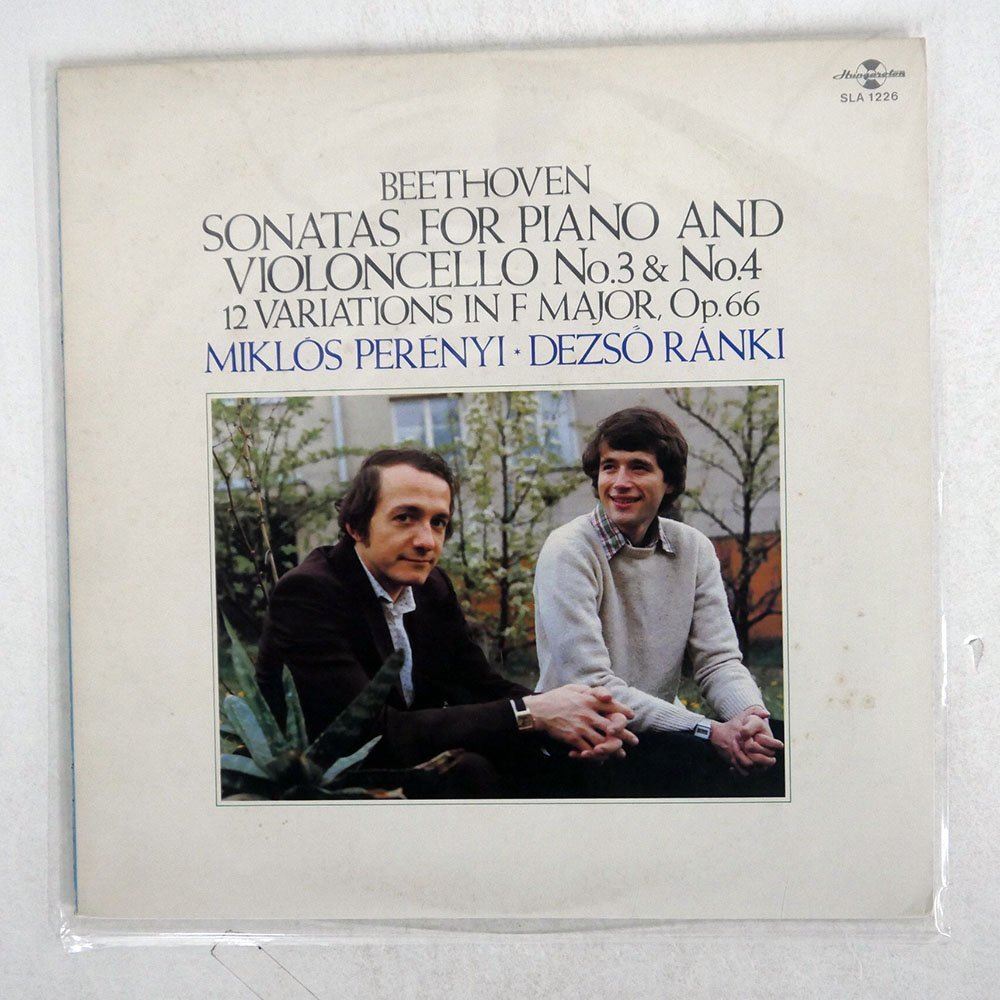 Hungaroton
SLA 1226
BEETHOVEN
SONATAS FOR PIANO AND
VIOLONCELLO No.3 & No.4
12 VARIATIONS IN F MAJOR, Op.66
MIKLÓS PERÉNYI * DEZSŐ RÁNKI